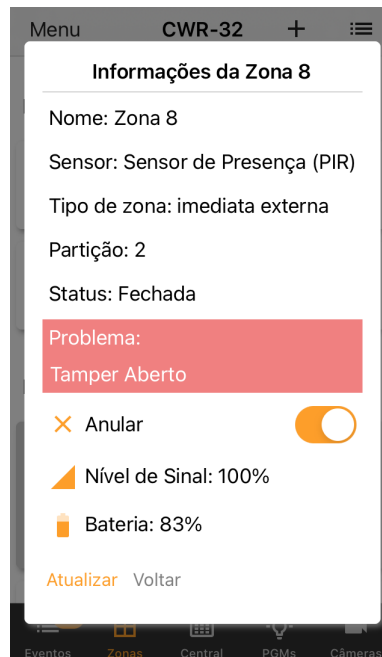 Menu CWR-32 +
Informações da Zona 8
Nome: Zona 8
Sensor: Sensor de Presença (PIR)
Tipo de zona: imediata externa
Partição: 2
Status: Fechada
Problema:
Tamper Aberto
Anular
Nível de Sinal: 100%
Bateria: 83%
Atualizar Voltar
Eventos Zonas Central PGMs Câmeras